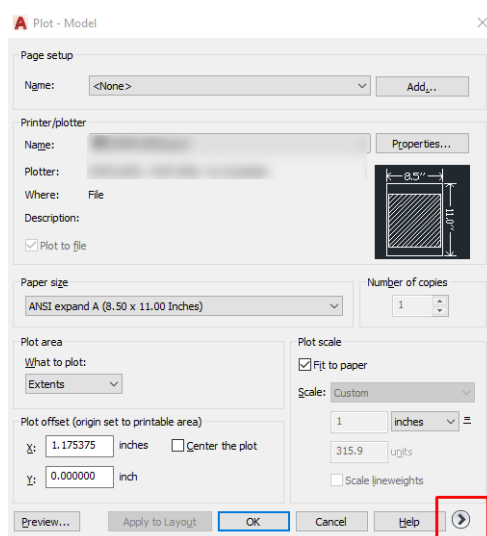 Plot - Model
Page setup
Name: <None> Add...
Printer/plotter
Name: Properties...
Plotter:
Where: File
Description:
Plot to file
8.5"
11.0"
Paper size
Number of copies
ANSI expand A (8.50 x 11.00 Inches)
1
Plot area
What to plot:
Extents
Plot scale
Fit to paper
Scale: Custom
1 inches =
315.9 units
Scale lineweights
Plot offset (origin set to printable area)
X: 1.175375 inches Center the plot
Y: 0.000000 inch
Preview... Apply to Layout OK Cancel Help